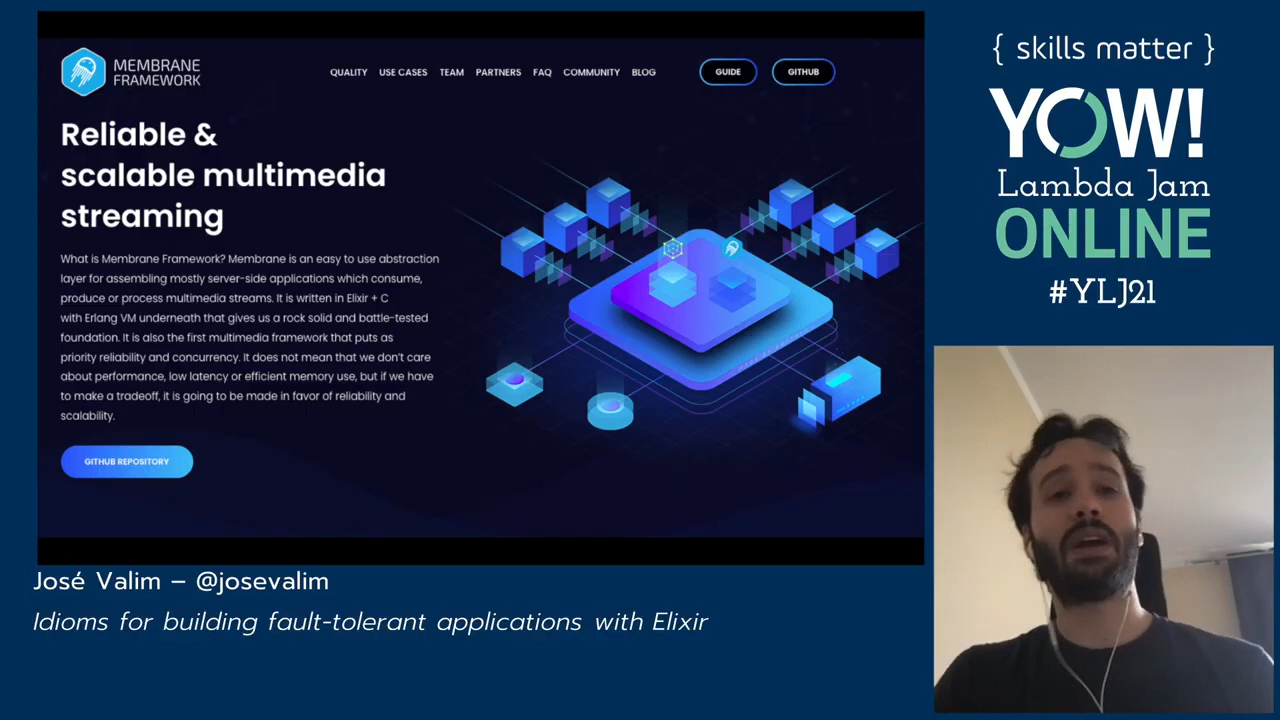 MEMBRANE
FRAMEWORK
QUALITY USE CASES TEAM PARTNERS FAQ COMMUNITY BLOG GUIDE GITHUB
Reliable &
scalable multimedia
streaming
What is Membrane Framework? Membrane is an easy to use abstraction
layer for assembling mostly server-side applications which consume,
produce or process multimedia streams. It is written in Elixir + C
with Erlang VM underneath that gives us a rock solid and battle-tested
foundation. It is also the first multimedia framework that puts as
priority reliability and concurrency. It does not mean that we don't care
about performance, low latency or efficient memory use, but if we have
to make a tradeoff, it is going to be made in favor of reliability and
scalability.
GITHUB REPOSITORY
{ skills matter }
YOW!
Lambda Jam
ONLINE
#YLJ21
José Valim – @josevalim
Idioms for building fault-tolerant applications with Elixir